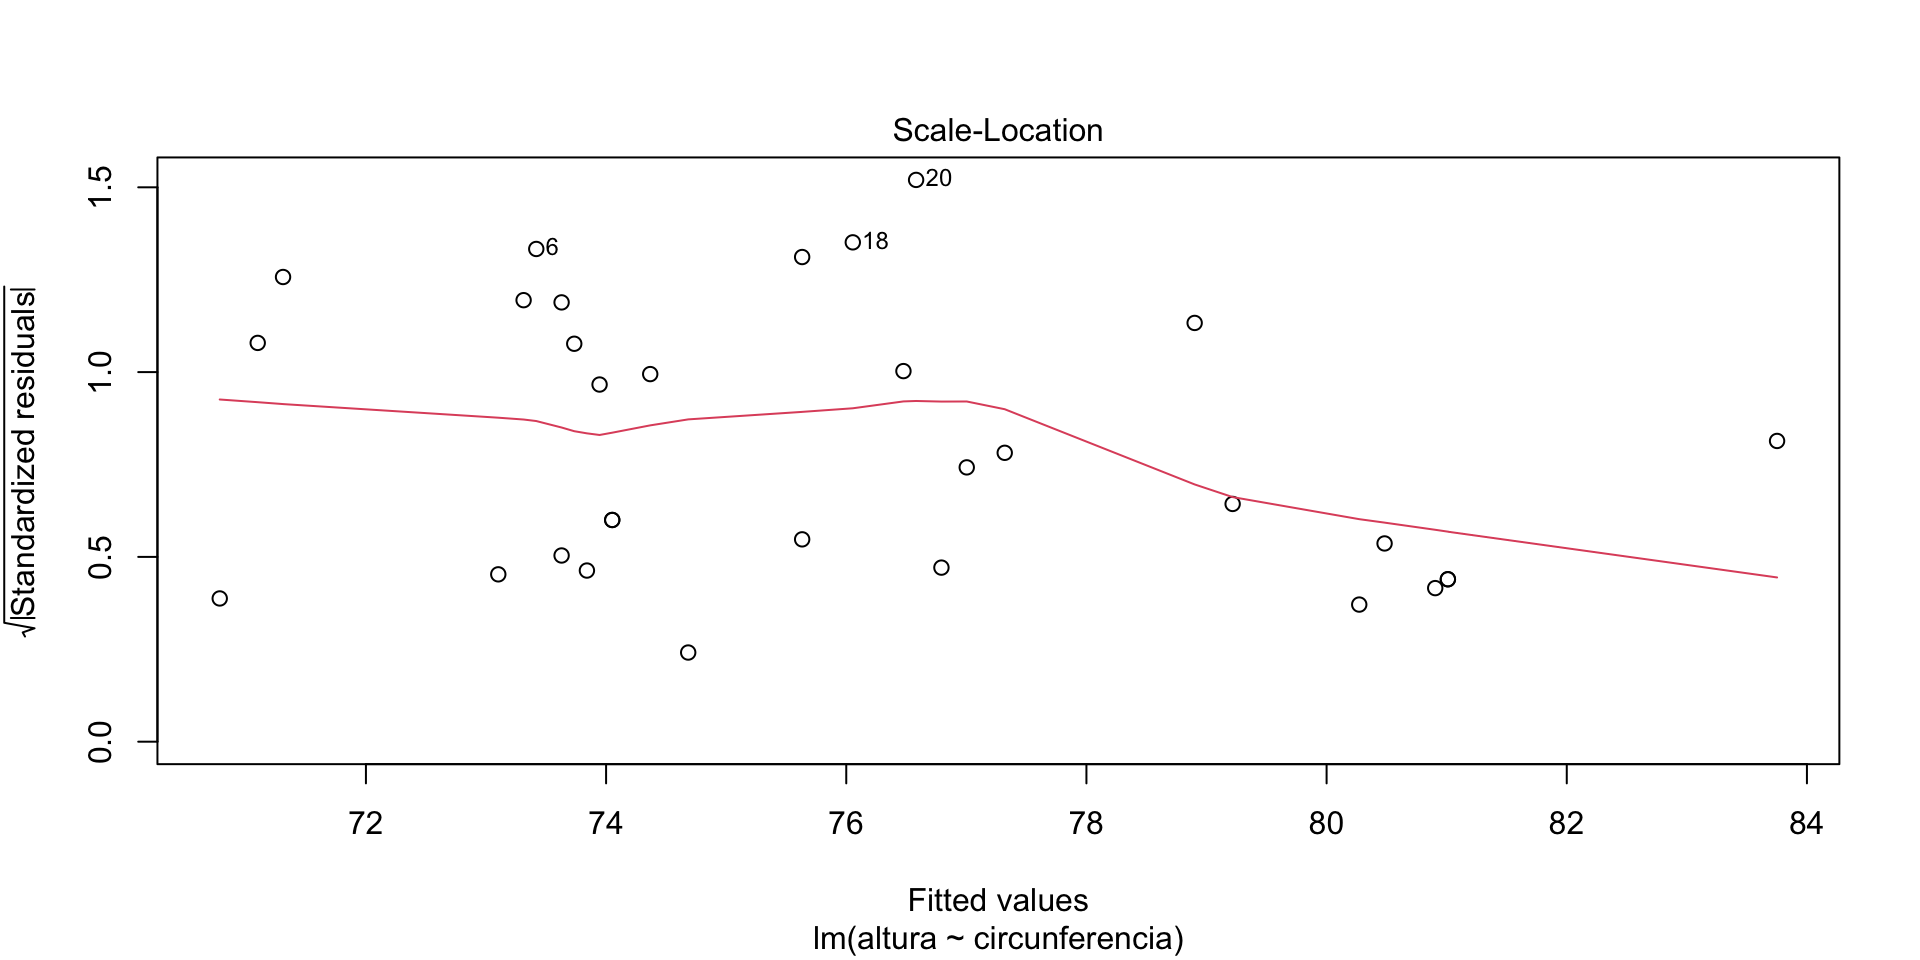 Scale-Location
√|Standardized residuals|
1.5
1.0
0.5
0.0
20
18
6
72 74 76 78 80 82 84
Fitted values
lm(altura ~ circunferencia)